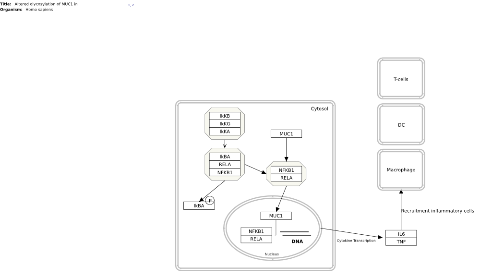 Title: Altered glycosylation of MUC1 in
Organism: Homo sapiens
T-cells
Cytosol
IkKB
IkKG
IkKA
MUC1
DC
IkBA
RELA
NFKB1
NFKB1
RELA
Macrophage
IkBA
P
Recruitment inflammatory cells
MUC1
NFKB1
RELA
DNA
Nucleus
Cytokine Transcription
IL6
TNF